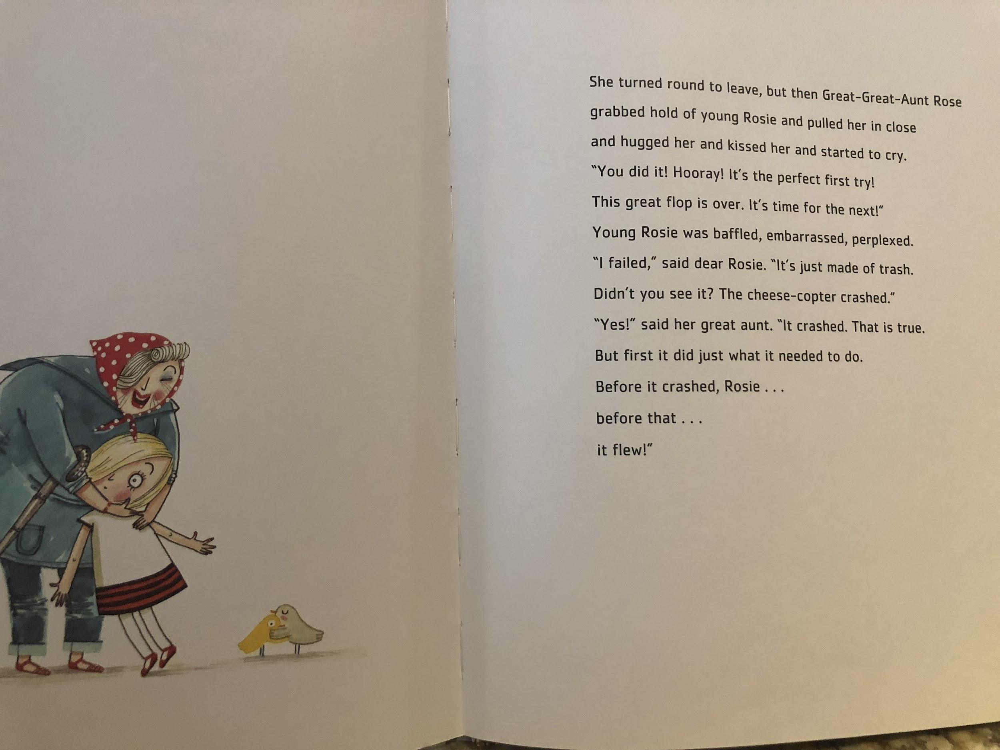 She turned round to leave, but then Great-Great-Aunt Rose
grabbed hold of young Rosie and pulled her in close
and hugged her and kissed her and started to cry.
“You did it! Hooray! It’s the perfect first try!
This great flop is over. It’s time for the next!”
Young Rosie was baffled, embarrassed, perplexed.
“I failed,” said dear Rosie. “It’s just made of trash.
Didn’t you see it? The cheese-copter crashed.”
“Yes!” said her great aunt. “It crashed. That is true.
But first it did just what it needed to do.
Before it crashed, Rosie . . .
before that . . .
it flew!”